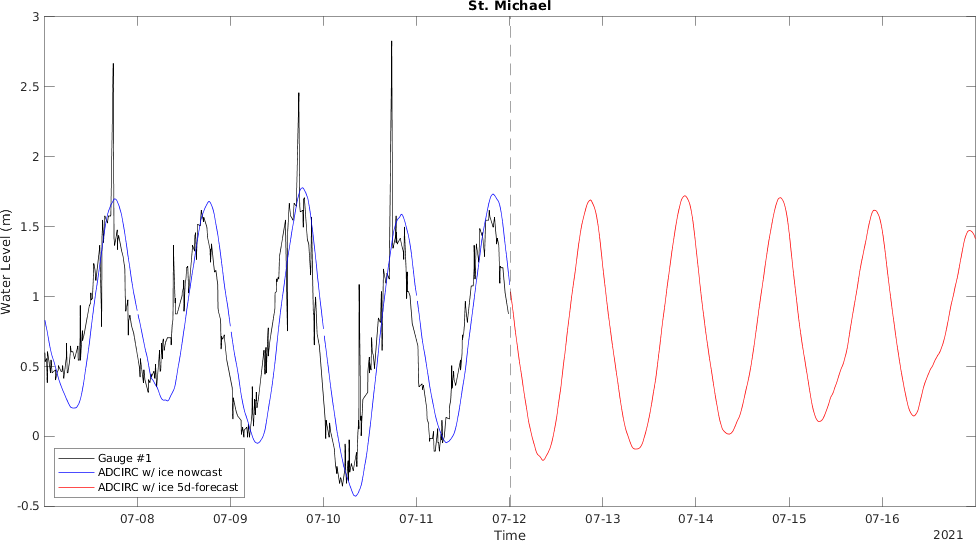 St. Michael
Water Level (m)
3
2.5
2
1.5
1
0.5
0
-0.5
Gauge #1
ADCIRC w/ ice nowcast
ADCIRC w/ ice 5d-forecast
07-08 07-09 07-10 07-11 07-12 07-13 07-14 07-15 07-16
Time
2021